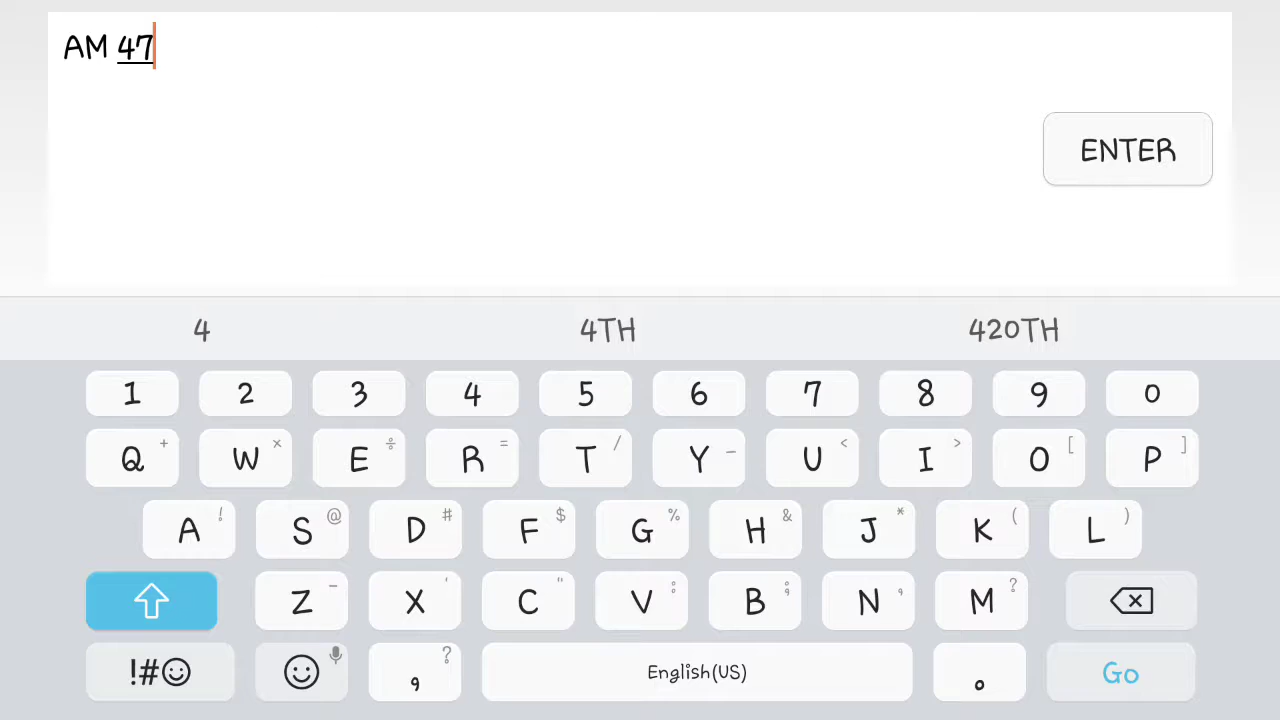 AM 47
ENTER
4 4TH 420TH
1 2 3 4 5 6 7 8 9 0
Q + W × E ÷ R = T / Y _ U < I > O [ P ]
A ! S @ D # F $ G % H & J * K ( L )
Z - X ' C " V : B ; N , M ?
!#☺ , ? English(US) . Go